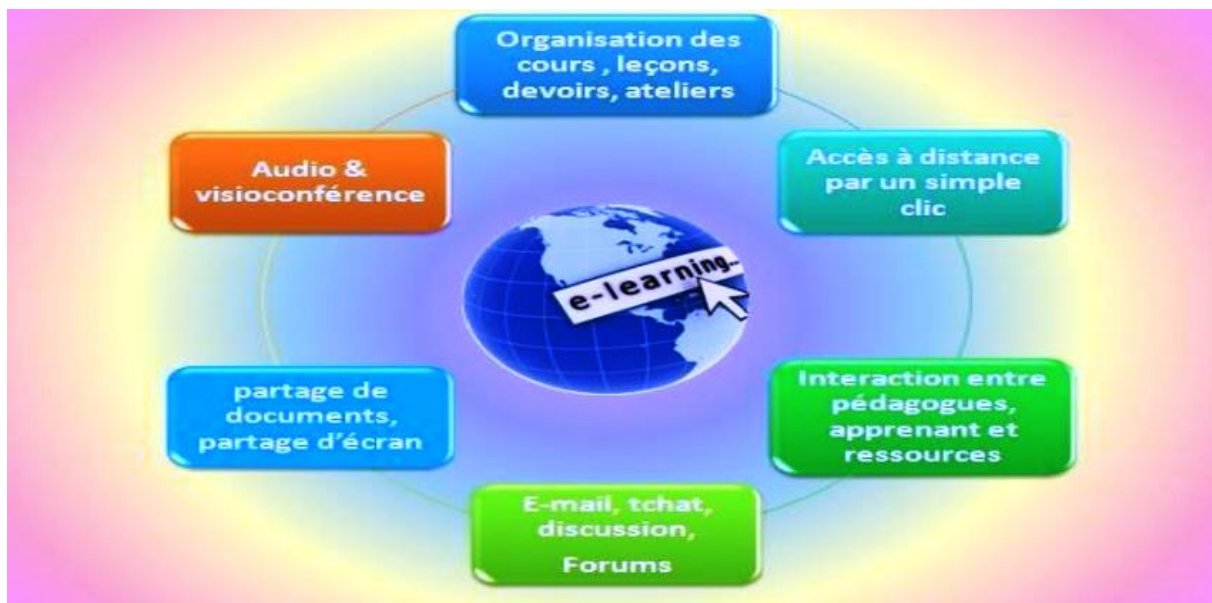 Organisation des
cours , leçons,
devoirs, ateliers
Audio &
visioconférence
Accès à distance
par un simple
clic
e-learning..
partage de
documents,
partage d’écran
Interaction entre
pédagogues,
apprenant et
ressources
E-mail, tchat,
discussion,
Forums